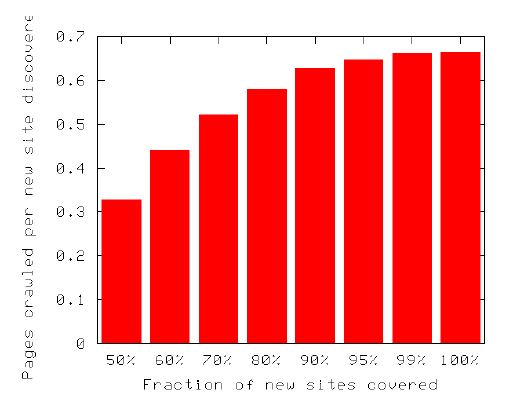 Pages crawled per new site discovere
0.7
0.6
0.5
0.4
0.3
0.2
0.1
0
50% 60% 70% 80% 90% 95% 99% 100%
Fraction of new sites covered